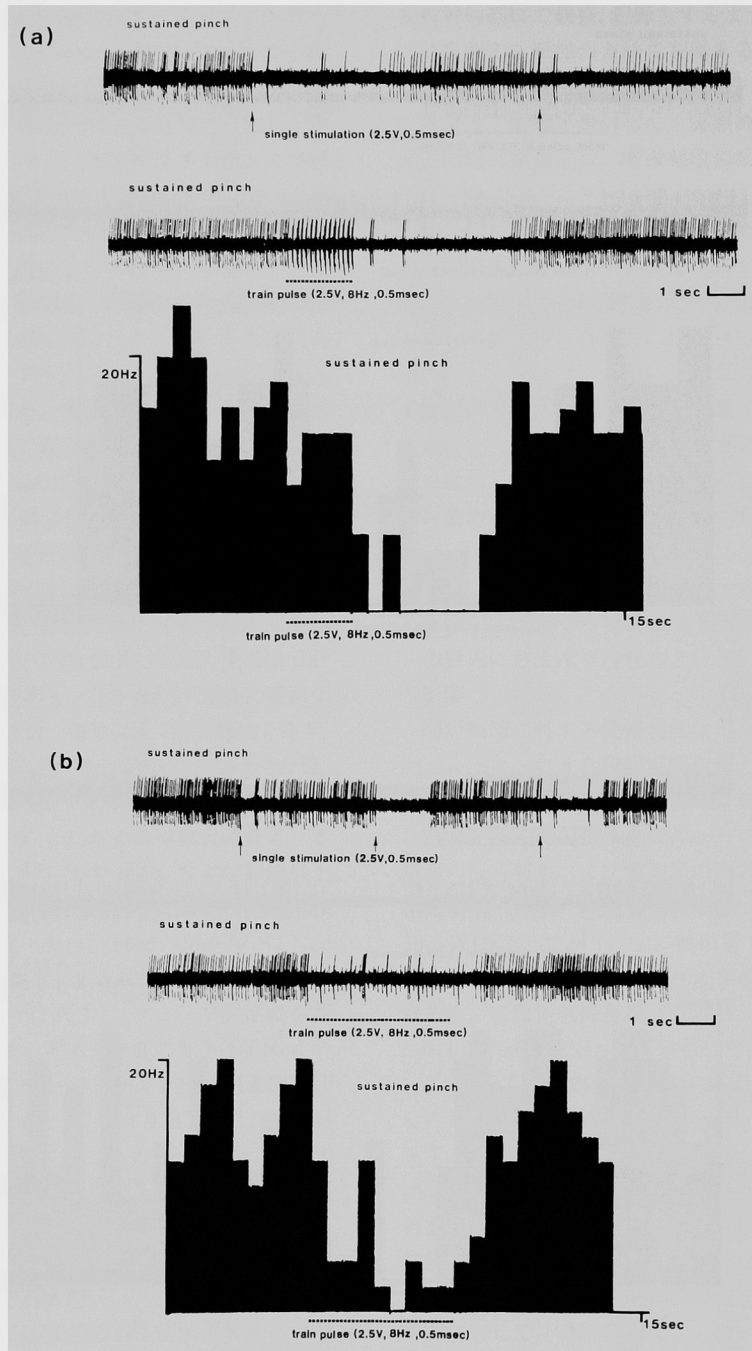 (a)
sustained pinch
single stimulation (2.5V,0.5msec)
sustained pinch
train pulse (2.5V, 8Hz ,0.5msec)
1 sec
20Hz
sustained pinch
15sec
train pulse (2.5V, 8Hz,0.5msec)
(b)
sustained pinch
single stimulation (2.5V,0.5msec)
sustained pinch
train pulse (2.5V, 8Hz,0.5msec)
1 sec
20Hz
sustained pinch
15sec
train pulse (2.5V, 8Hz,0.5msec)